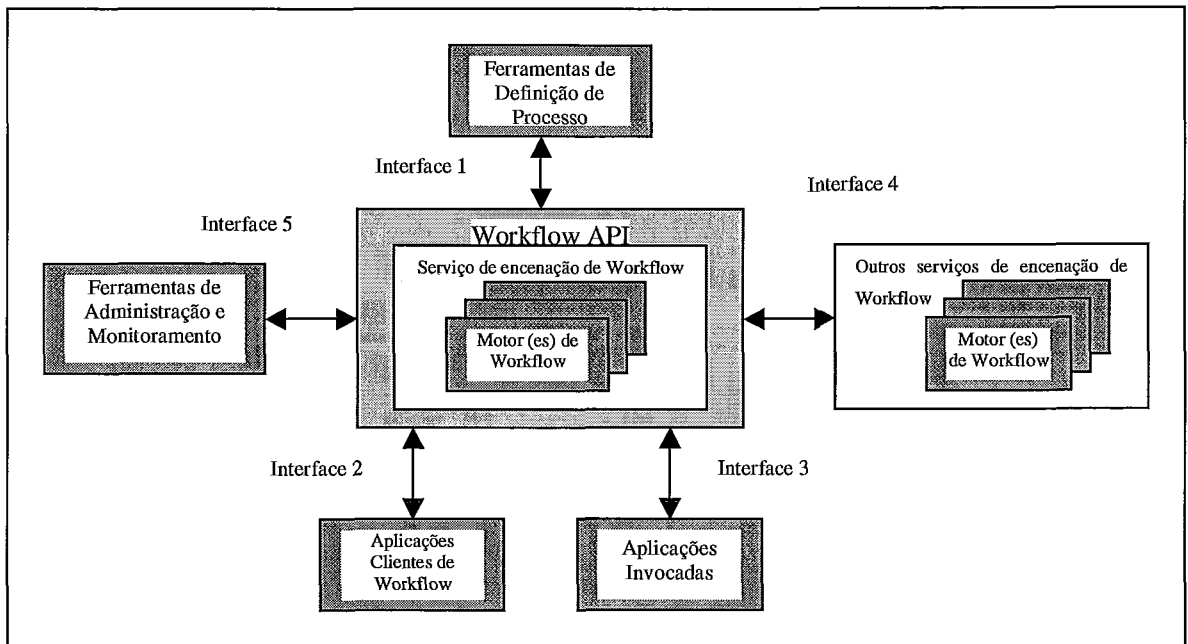 Ferramentas de
Definição de
Processo
Interface 1
Interface 4
Interface 5
Workflow API
Serviço de encenação de Workflow
Motor (es) de
Workflow
Ferramentas de
Administração e
Monitoramento
Outros serviços de encenação de
Workflow
Motor (es)
de Workflow
Interface 2
Interface 3
Aplicações
Clientes de
Workflow
Aplicações
Invocadas